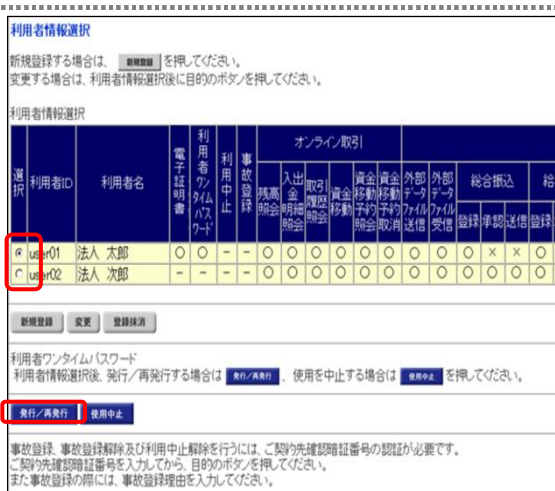 利用者情報選択
新規登録する場合は、 新規登録 を押してください。
変更する場合は、利用者情報選択後に目的のボタンを押してください。
利用者情報選択
選択 利用者ID 利用者名 電子証明書 利用者ワンタイムパスワード 利用中止 事故登録 オンライン取引
残高照会 入出金明細照会 取引履歴照会 資金移動 資金移動予約照会 資金移動予約取消 外部データファイル送信 外部データファイル受信 総合振込 給
登録 承認 送信 登録
user01 法人 太郎 ○ ○ − − ○ ○ ○ ○ ○ ○ ○ ○ ○ × × ○
user02 法人 次郎 − − − − ○ ○ ○ ○ ○ ○ ○ ○ ○ ○ ○ ○
新規登録 変更 登録抹消
利用者ワンタイムパスワード
利用者情報選択後、発行/再発行する場合は 発行/再発行 、使用を中止する場合は 使用中止 を押してください。
発行/再発行 使用中止
事故登録、事故登録解除及び利用中止解除を行うには、ご契約先確認暗証番号の認証が必要です。
ご契約先確認暗証番号を入力してから、目的のボタンを押してください。
また事故登録の際には、事故登録理由を入力してください。